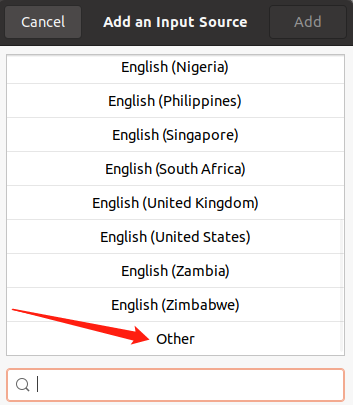 Cancel Add an Input Source Add
English (Nigeria)
English (Philippines)
English (Singapore)
English (South Africa)
English (United Kingdom)
English (United States)
English (Zambia)
English (Zimbabwe)
Other